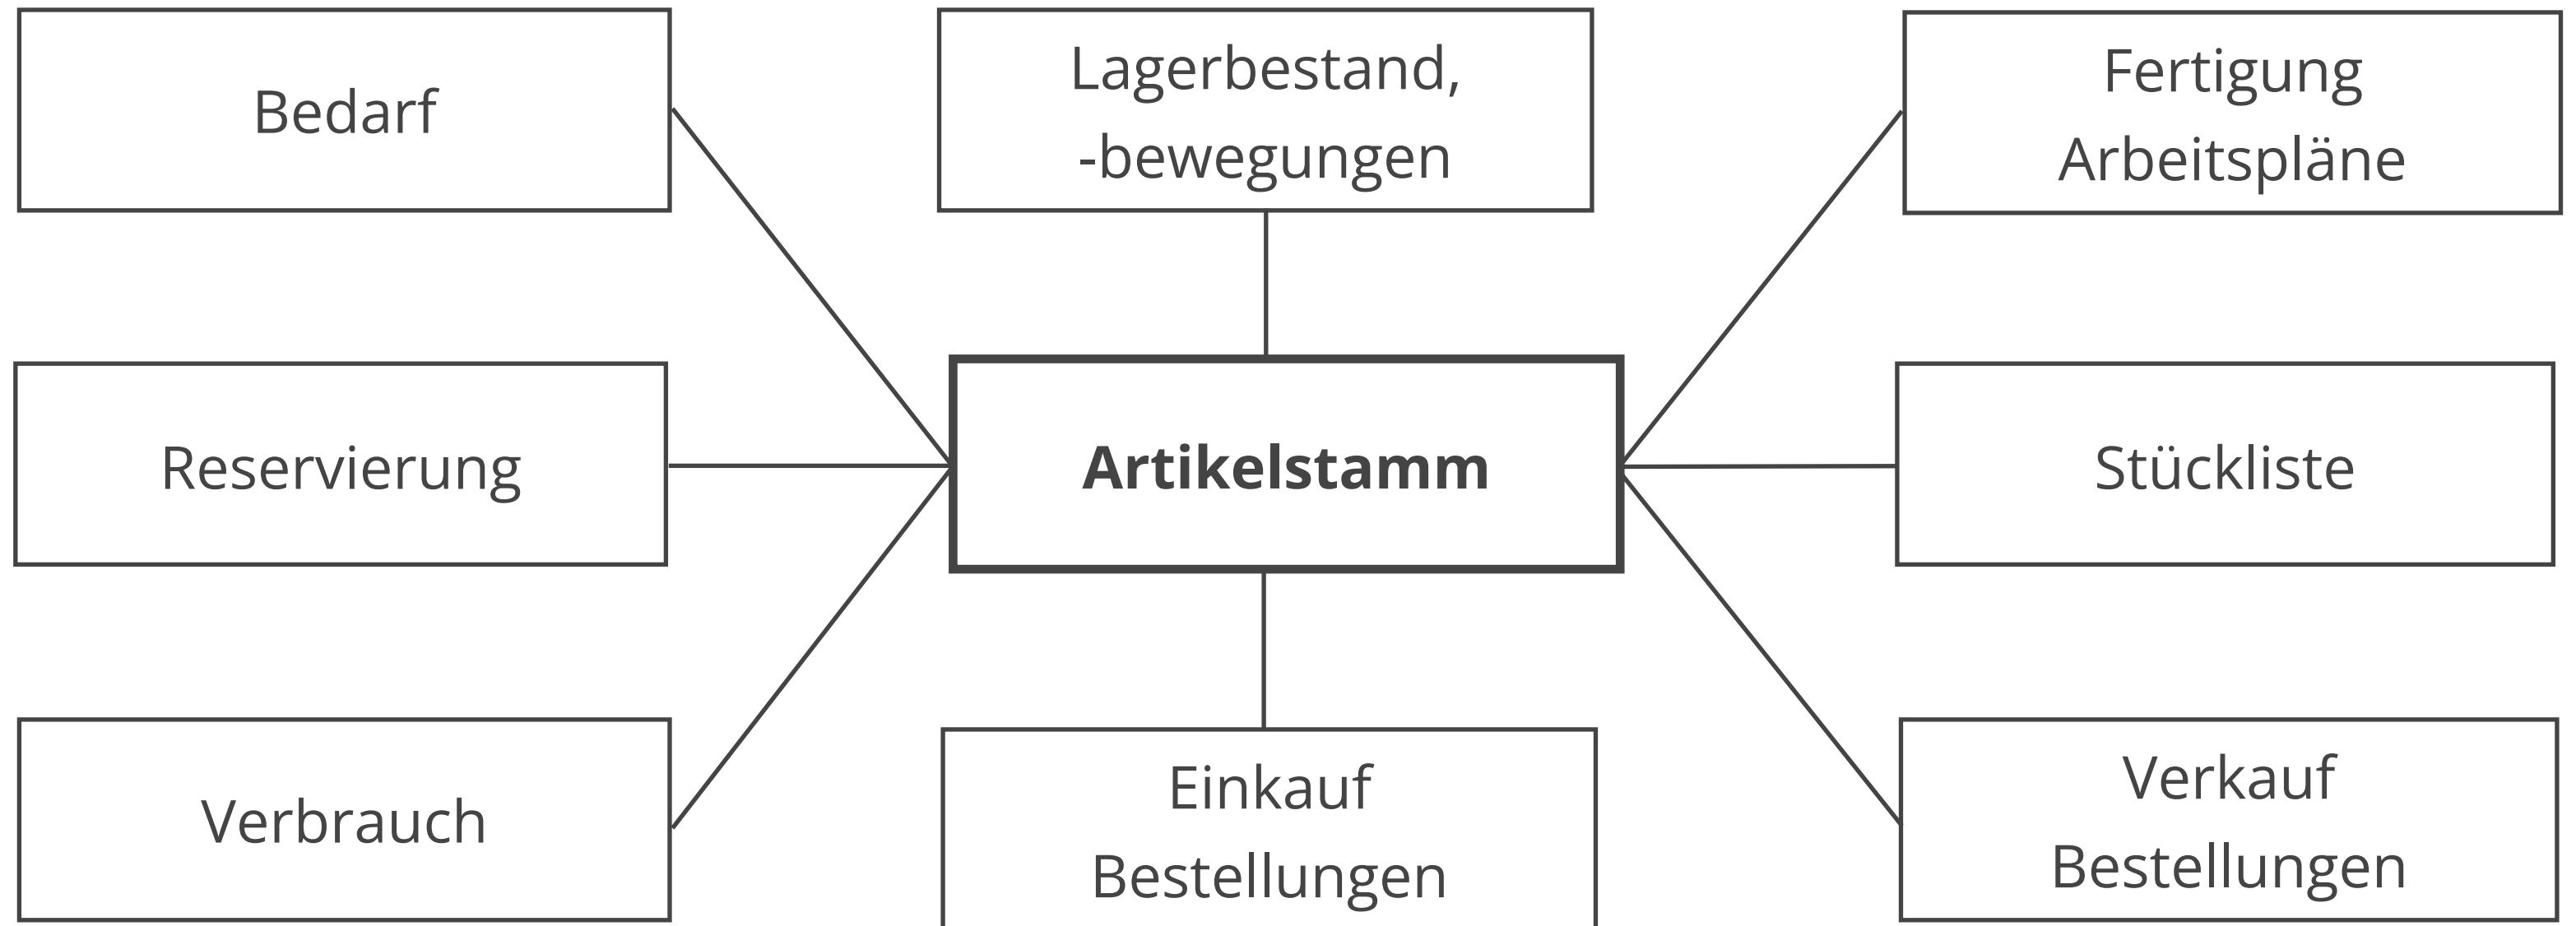 Bedarf
Lagerbestand,
-bewegungen
Fertigung
Arbeitspläne
Reservierung
Artikelstamm
Stückliste
Verbrauch
Einkauf
Bestellungen
Verkauf
Bestellungen